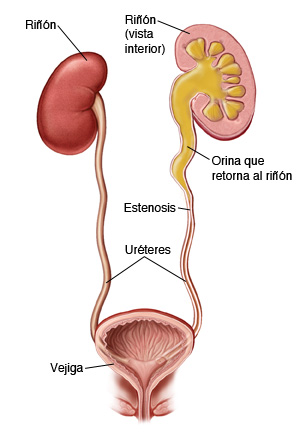 Riñón
Riñón
(vista
interior)
Orina que
retorna al riñón
Estenosis
Uréteres
Vejiga